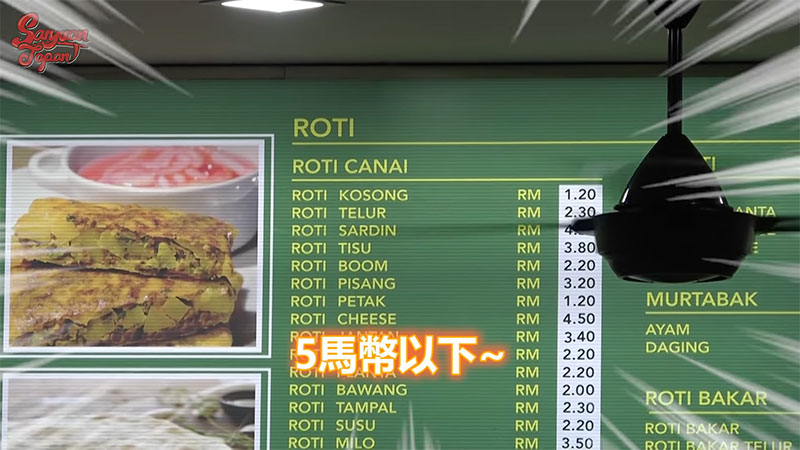 Sanyuan
Japan
ROTI
ROTI CANAI
ROTI KOSONG RM 1.20
ROTI TELUR RM 2.30
ROTI SARDIN RM
ROTI TISU RM 3.80
ROTI BOOM RM 2.20
ROTI PISANG RM 3.20
ROTI PETAK RM 1.20
ROTI CHEESE RM 4.50
RM 3.40
RM 2.20
RM 2.20
ROTI BAWANG RM 2.00
ROTI TAMPAL RM 2.30
ROTI SUSU RM 2.20
ROTI MILO RM 3.50
5馬幣以下~
MURTABAK
AYAM
DAGING
ROTI BAKAR
ROTI BAKAR
ROTI BAKAR TELUR